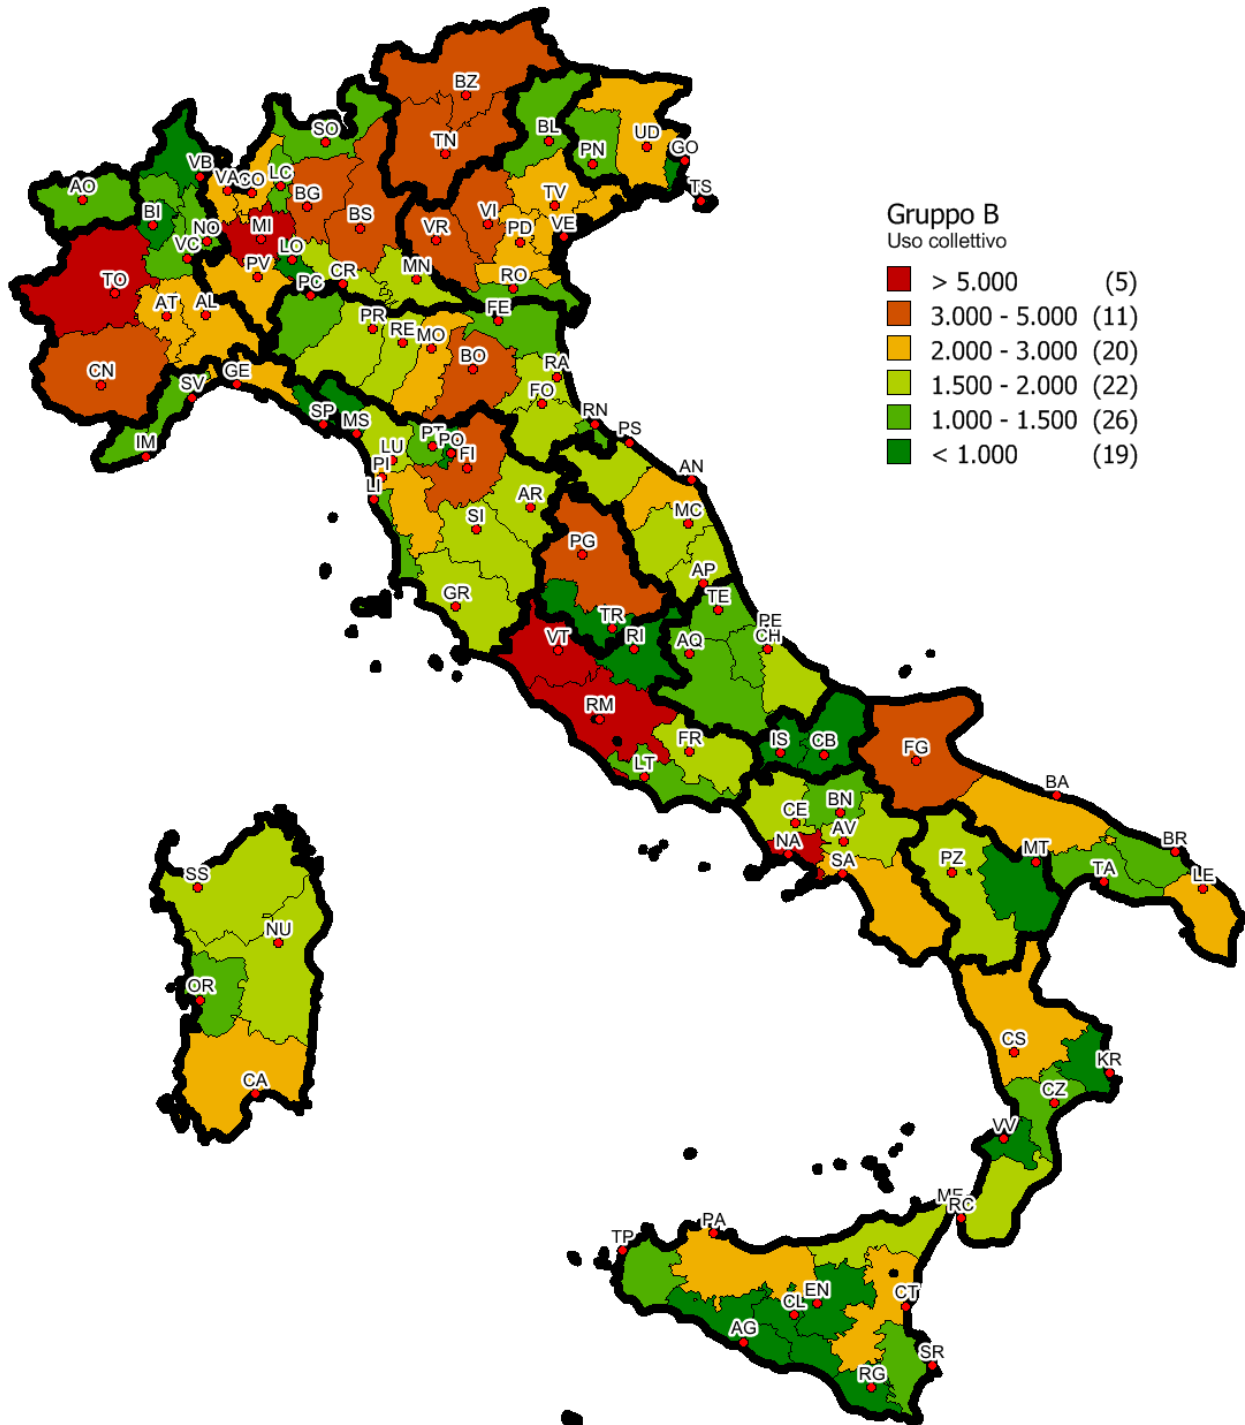 BZ
SO
BL
UD
TN
PN
GO
VB
LC
VA
CO
AO
BG
TV
TS
BI
MI
BS
VR
VI
PD
VE
NO
VC
LO
TO
PV
PC
CR
MN
RO
AT
AL
PR
FE
RE
MO
CN
GE
BO
RA
SV
FO
SP
MS
RN
PS
IM
LU
PT
PO
FI
PI
LI
AN
AR
SI
MC
PG
AP
GR
TE
TR
PE
VT
RI
AQ
CH
RM
FR
IS
CB
FG
LT
BA
CE
BN
AV
NA
SA
PZ
MT
BR
TA
LE
SS
NU
OR
CA
CS
KR
CZ
VV
ME
RC
TP
PA
EN
CL
CT
AG
SR
RG
Gruppo B
Uso collettivo
> 5.000 (5)
3.000 - 5.000 (11)
2.000 - 3.000 (20)
1.500 - 2.000 (22)
1.000 - 1.500 (26)
< 1.000 (19)